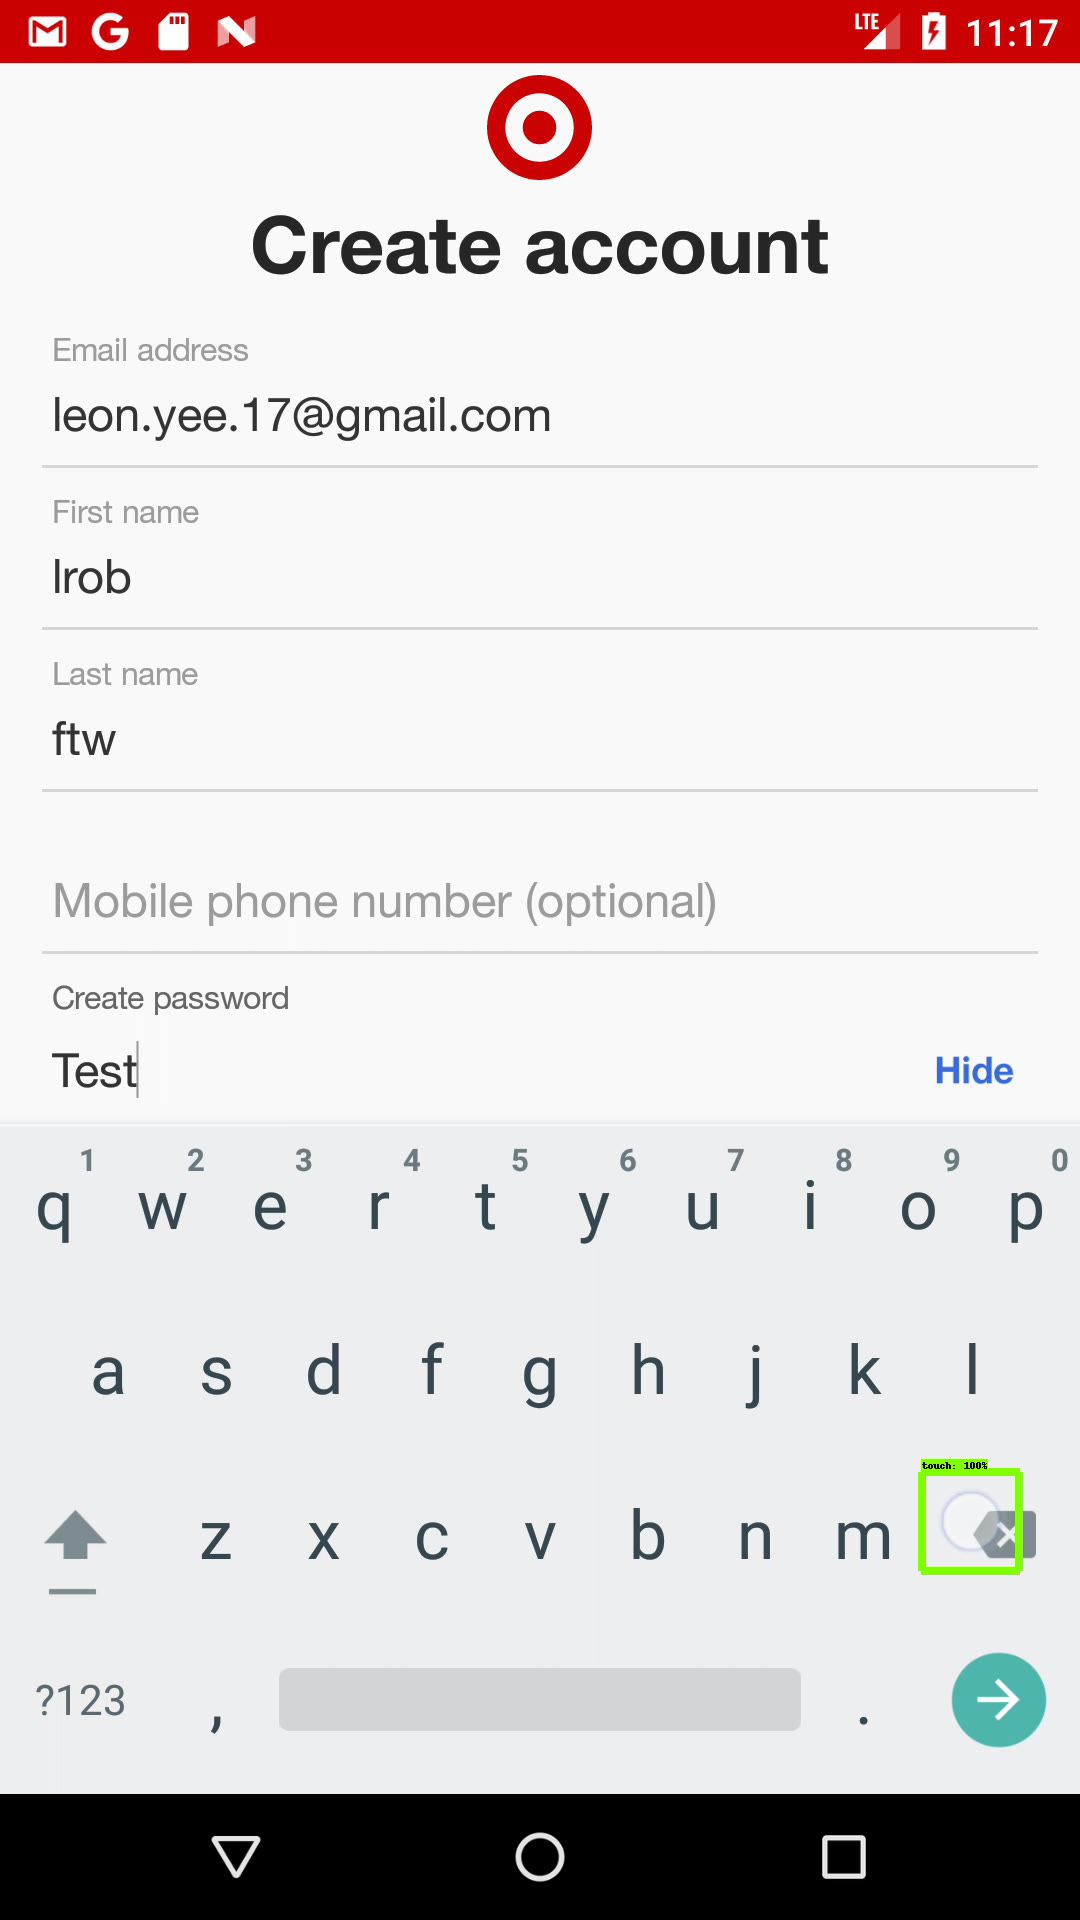 LTE 11:17
Create account
Email address
leon.yee.17@gmail.com
First name
lrob
Last name
ftw
Mobile phone number (optional)
Create password
Test Hide
1 2 3 4 5 6 7 8 9 0
q w e r t y u i o p
a s d f g h j k l
touch: 100%
z x c v b n m
?123 , .